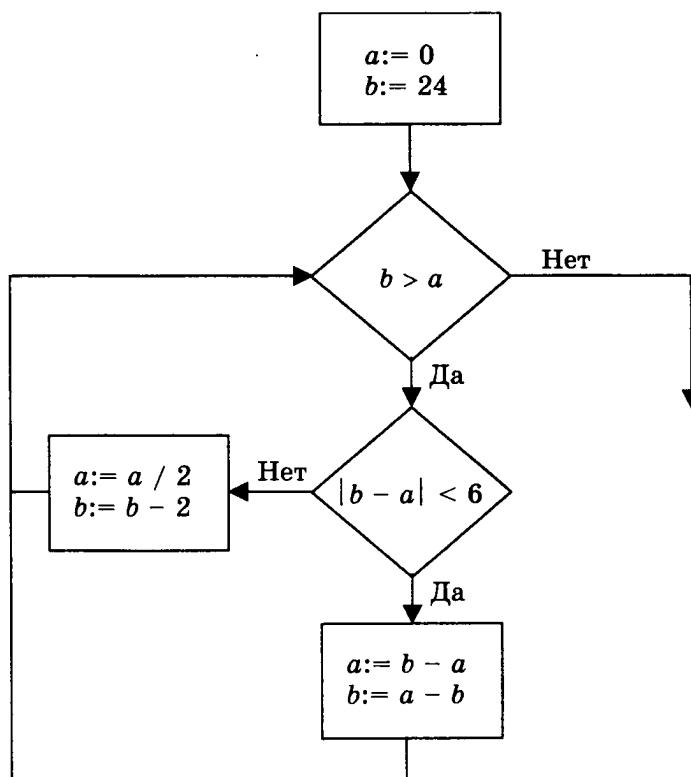 a:= 0
b:= 24
b > a
Нет
Да
|b − a| < 6
Нет
a:= a / 2
b:= b − 2
Да
a:= b − a
b:= a − b